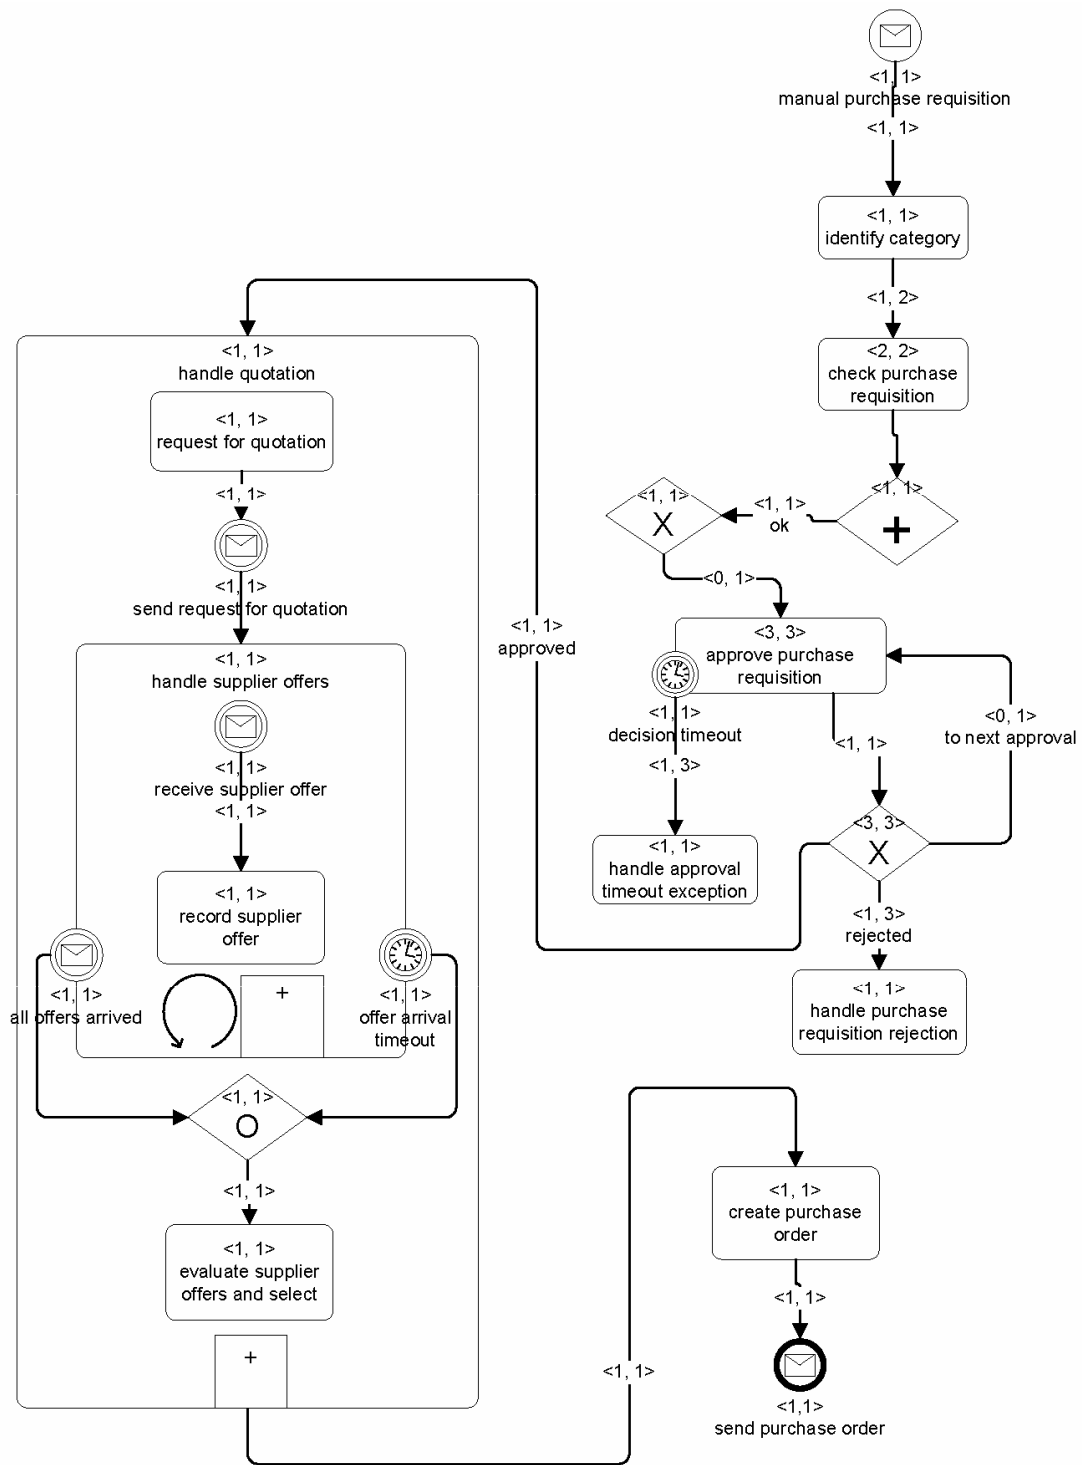 <1, 1>
manual purchase requisition
<1, 1>
<1, 1>
identify category
<1, 2>
<2, 2>
check purchase
requisition
<1, 1>
+
<1, 1>
ok
<1, 1>
X
<0, 1>
<3, 3>
approve purchase
requisition
<1, 1>
decision timeout
<1, 3>
<1, 1>
handle approval
timeout exception
<1, 1>
<0, 1>
to next approval
<3, 3>
X
<1, 3>
rejected
<1, 1>
handle purchase
requisition rejection
<1, 1>
approved
<1, 1>
handle quotation
<1, 1>
request for quotation
<1, 1>
<1, 1>
send request for quotation
<1, 1>
handle supplier offers
<1, 1>
receive supplier offer
<1, 1>
<1, 1>
record supplier
offer
<1, 1>
all offers arrived
+
<1, 1>
offer arrival
timeout
<1, 1>
O
<1, 1>
<1, 1>
evaluate supplier
offers and select
+
<1, 1>
<1, 1>
create purchase
order
<1, 1>
<1,1>
send purchase order